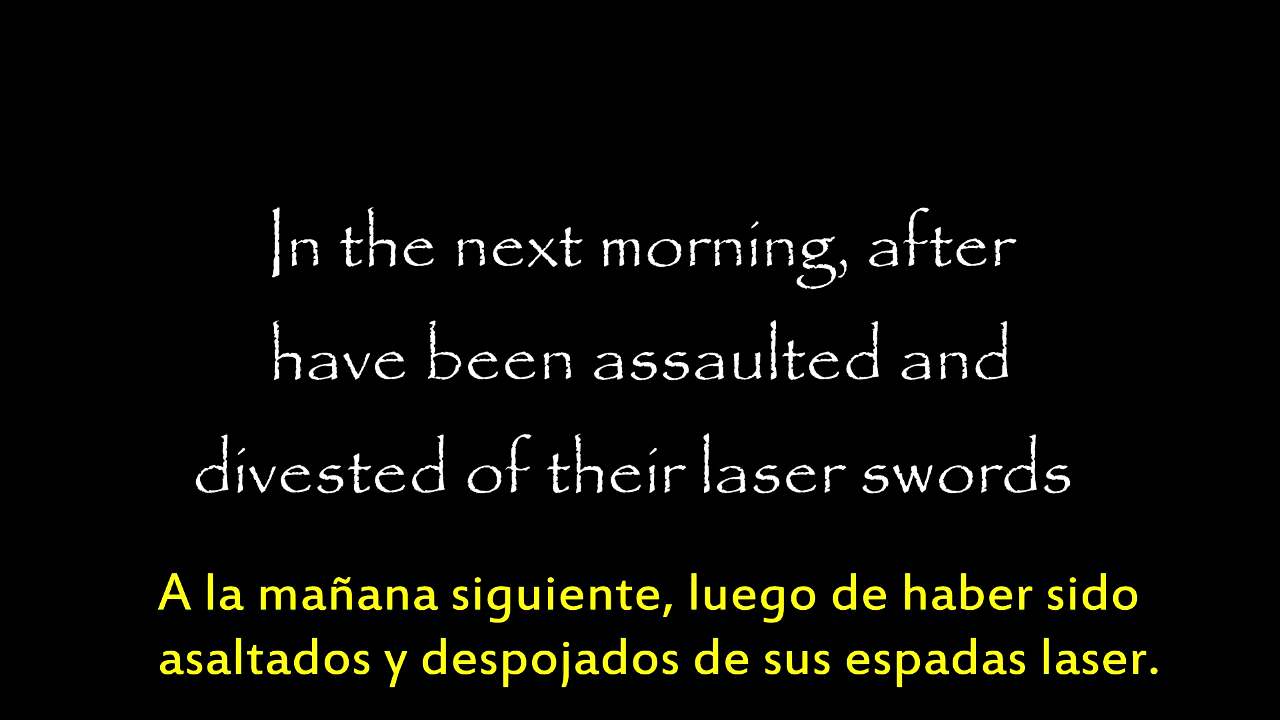 In the next morning, after
have been assaulted and
divested of their laser swords
A la mañana siguiente, luego de haber sido
asaltados y despojados de sus espadas laser.